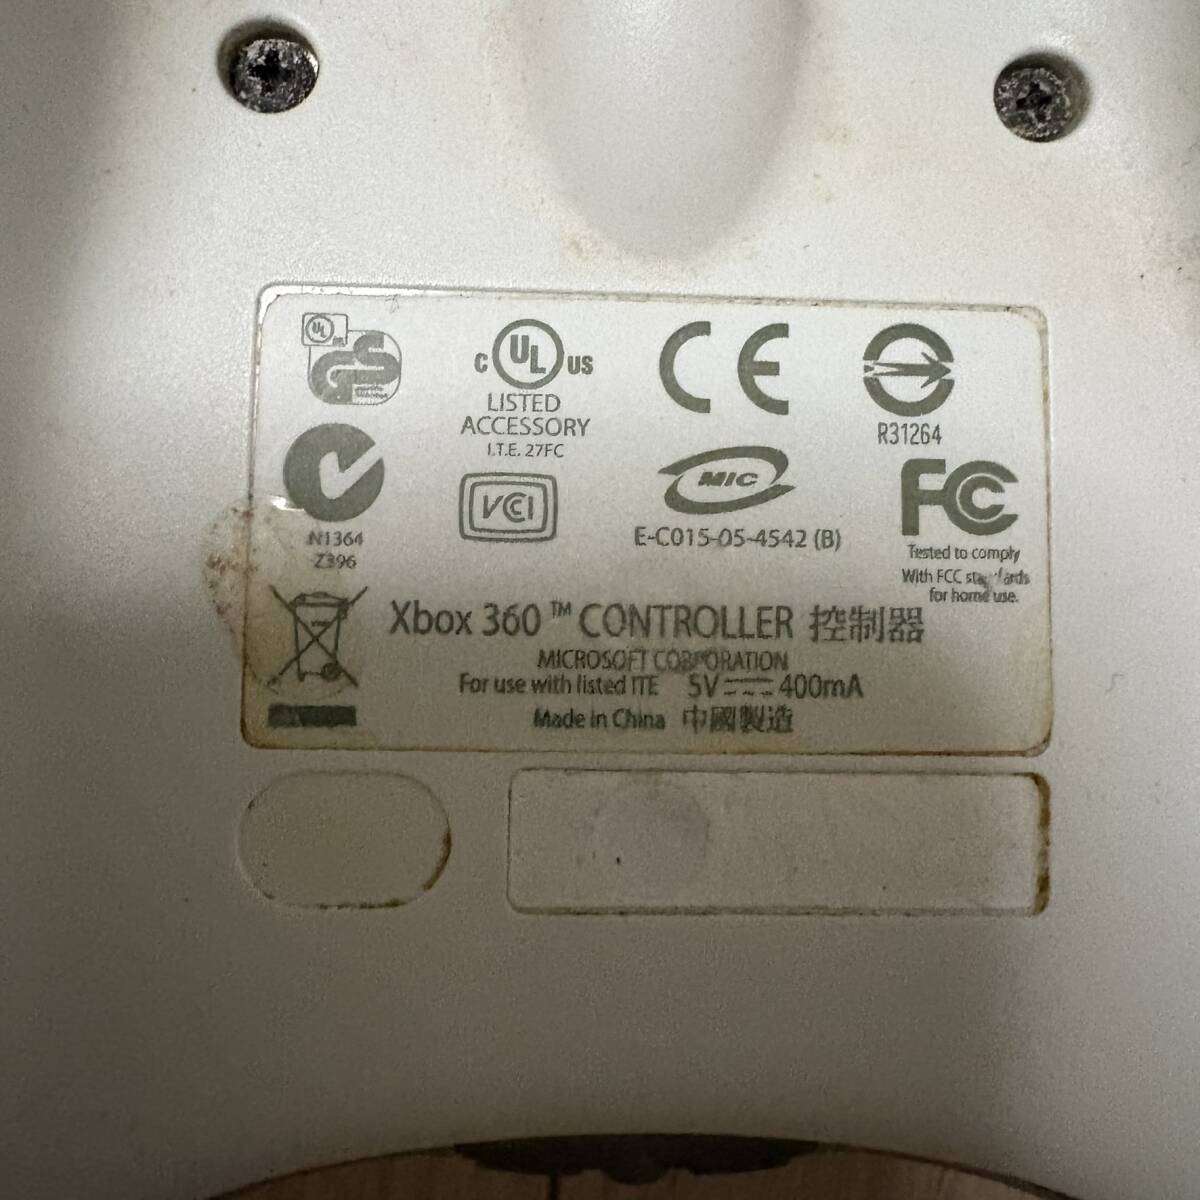 UL
C UL US
CE
LISTED
ACCESSORY
I.T.E. 27FC
R31264
N1364
Z396
VCCI
MIC
E-C015-05-4542 (B)
FC
Tested to comply
With FCC standards
for home use.
Xbox 360™ CONTROLLER 控制器
MICROSOFT CORPORATION
For use with listed ITE 5V⎓400mA
Made in China 中國製造